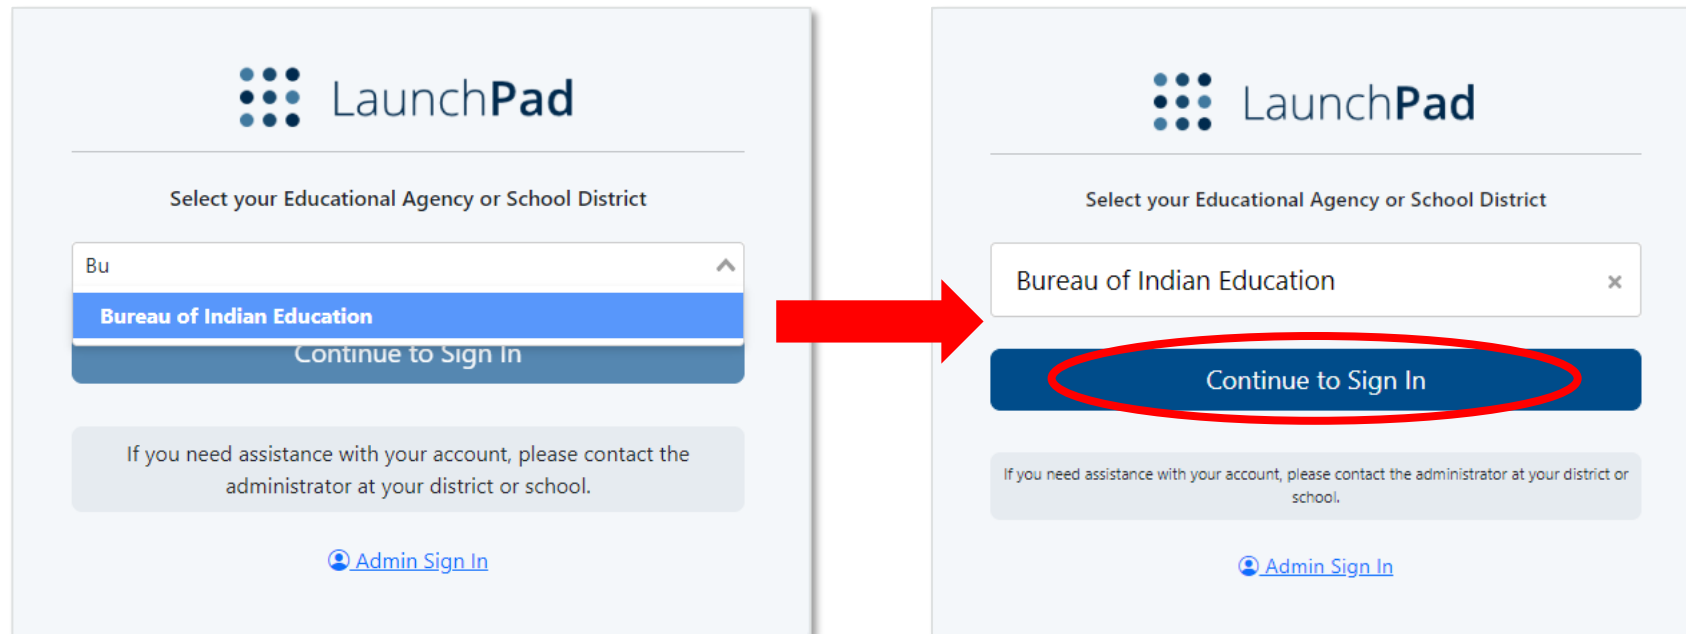 LaunchPad
Select your Educational Agency or School District
Bu
Bureau of Indian Education
Continue to Sign In
If you need assistance with your account, please contact the
administrator at your district or school.
Admin Sign In
LaunchPad
Select your Educational Agency or School District
Bureau of Indian Education
Continue to Sign In
If you need assistance with your account, please contact the administrator at your district or
school.
Admin Sign In